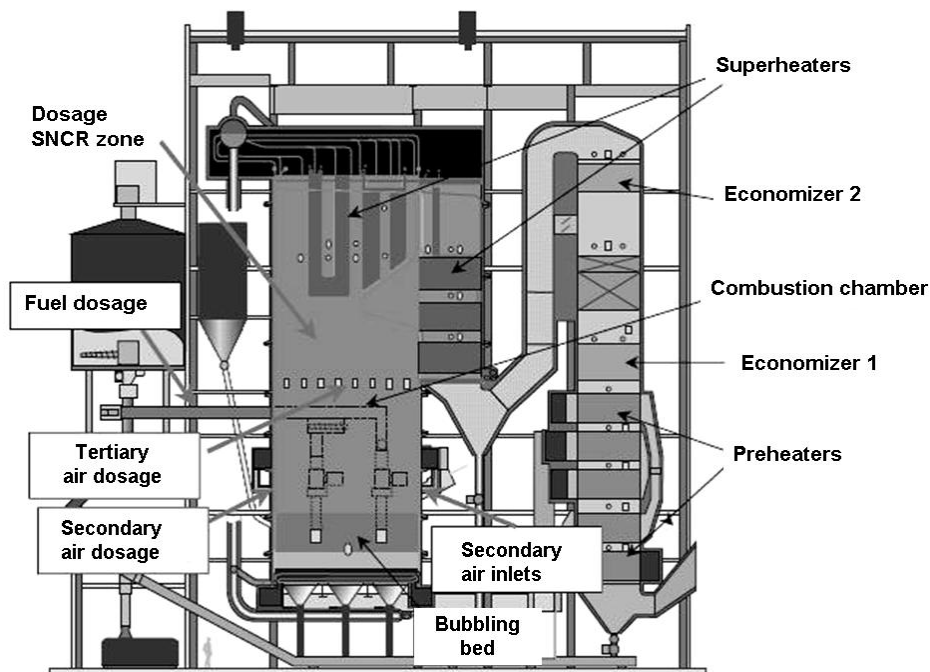 Superheaters
Dosage
SNCR zone
Economizer 2
Fuel dosage
Combustion chamber
Economizer 1
Tertiary
air dosage
Preheaters
Secondary
air dosage
Secondary
air inlets
Bubbling
bed